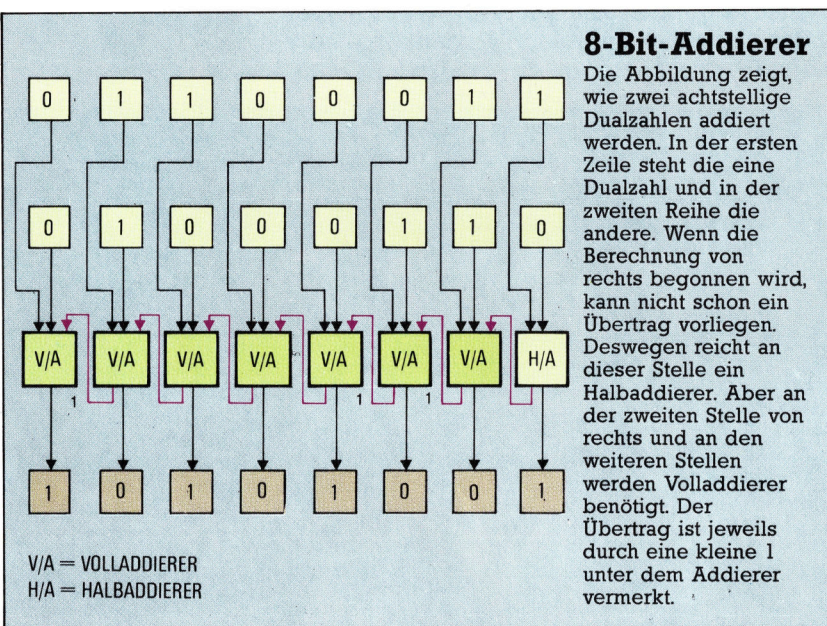 8-Bit-Addierer
Die Abbildung zeigt,
wie zwei achtstellige
Dualzahlen addiert
werden. In der ersten
Zeile steht die eine
Dualzahl und in der
zweiten Reihe die
andere. Wenn die
Berechnung von
rechts begonnen wird,
kann nicht schon ein
Übertrag vorliegen.
Deswegen reicht an
dieser Stelle ein
Halbaddierer. Aber an
der zweiten Stelle von
rechts und an den
weiteren Stellen
werden Volladdierer
benötigt. Der
Übertrag ist jeweils
durch eine kleine 1
unter dem Addierer
vermerkt.
0 1 1 0 0 0 1 1
0 1 0 0 0 1 1 0
V/A V/A V/A V/A V/A V/A V/A H/A
1 1 1
1 0 1 0 1 0 0 1
V/A = VOLLADDIERER
H/A = HALBADDIERER